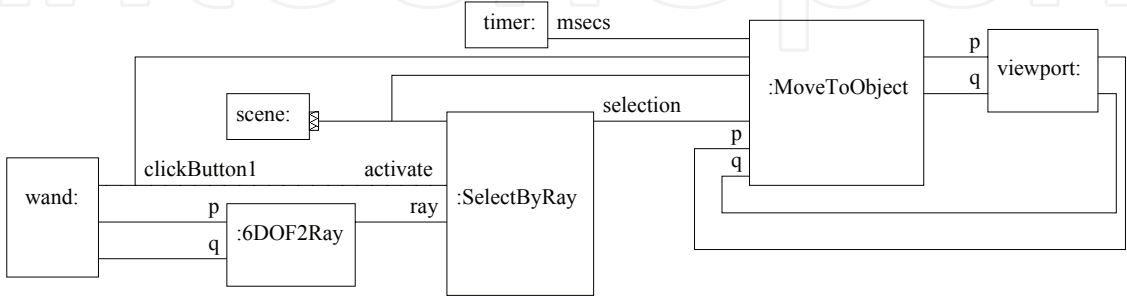 timer:
msecs
p
viewport:
q
:MoveToObject
scene:
selection
p
q
clickButton1
activate
wand:
:SelectByRay
p
ray
q
:6DOF2Ray